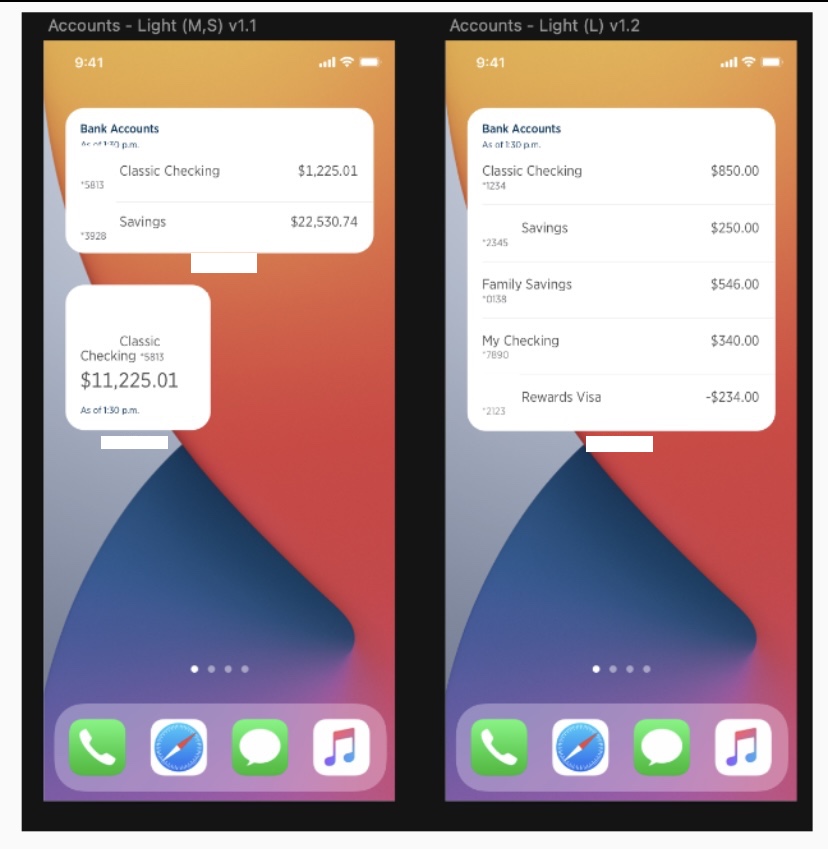 Accounts - Light (M,S) v1.1
9:41
Bank Accounts
As of 1:30 p.m.
Classic Checking $1,225.01
*5813
Savings $22,530.74
*3928
Classic
Checking *5813
$11,225.01
As of 1:30 p.m.
Accounts - Light (L) v1.2
9:41
Bank Accounts
As of 1:30 p.m.
Classic Checking $850.00
*1234
Savings $250.00
*2345
Family Savings $546.00
*0138
My Checking $340.00
*7890
Rewards Visa -$234.00
*2123